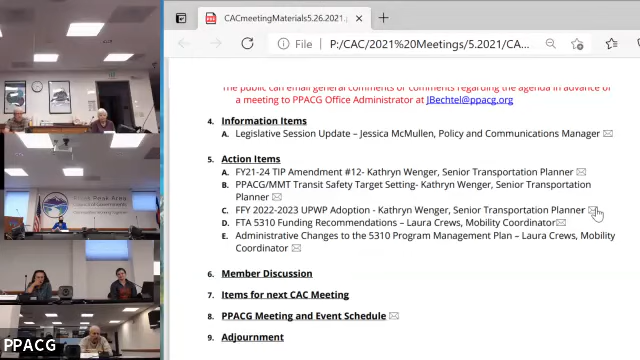 CACmeetingMaterials5.26.2021.p
File
P:/CAC/2021%20Meetings/5.2021/CA...
The public can email general comments or comments regarding the agenda in advance of
a meeting to PPACG Office Administrator at JBechtel@ppacg.org
4. Information Items
A. Legislative Session Update – Jessica McMullen, Policy and Communications Manager
5. Action Items
A. FY21-24 TIP Amendment #12- Kathryn Wenger, Senior Transportation Planner
B. PPACG/MMT Transit Safety Target Setting- Kathryn Wenger, Senior Transportation
Planner
C. FFY 2022-2023 UPWP Adoption - Kathryn Wenger, Senior Transportation Planner
D. FTA 5310 Funding Recommendations – Laura Crews, Mobility Coordinator
E. Administrative Changes to the 5310 Program Management Plan – Laura Crews, Mobility
Coordinator
6. Member Discussion
7. Items for next CAC Meeting
8. PPACG Meeting and Event Schedule
9. Adjournment
Pikes Peak Area
Council of Governments
PPACG